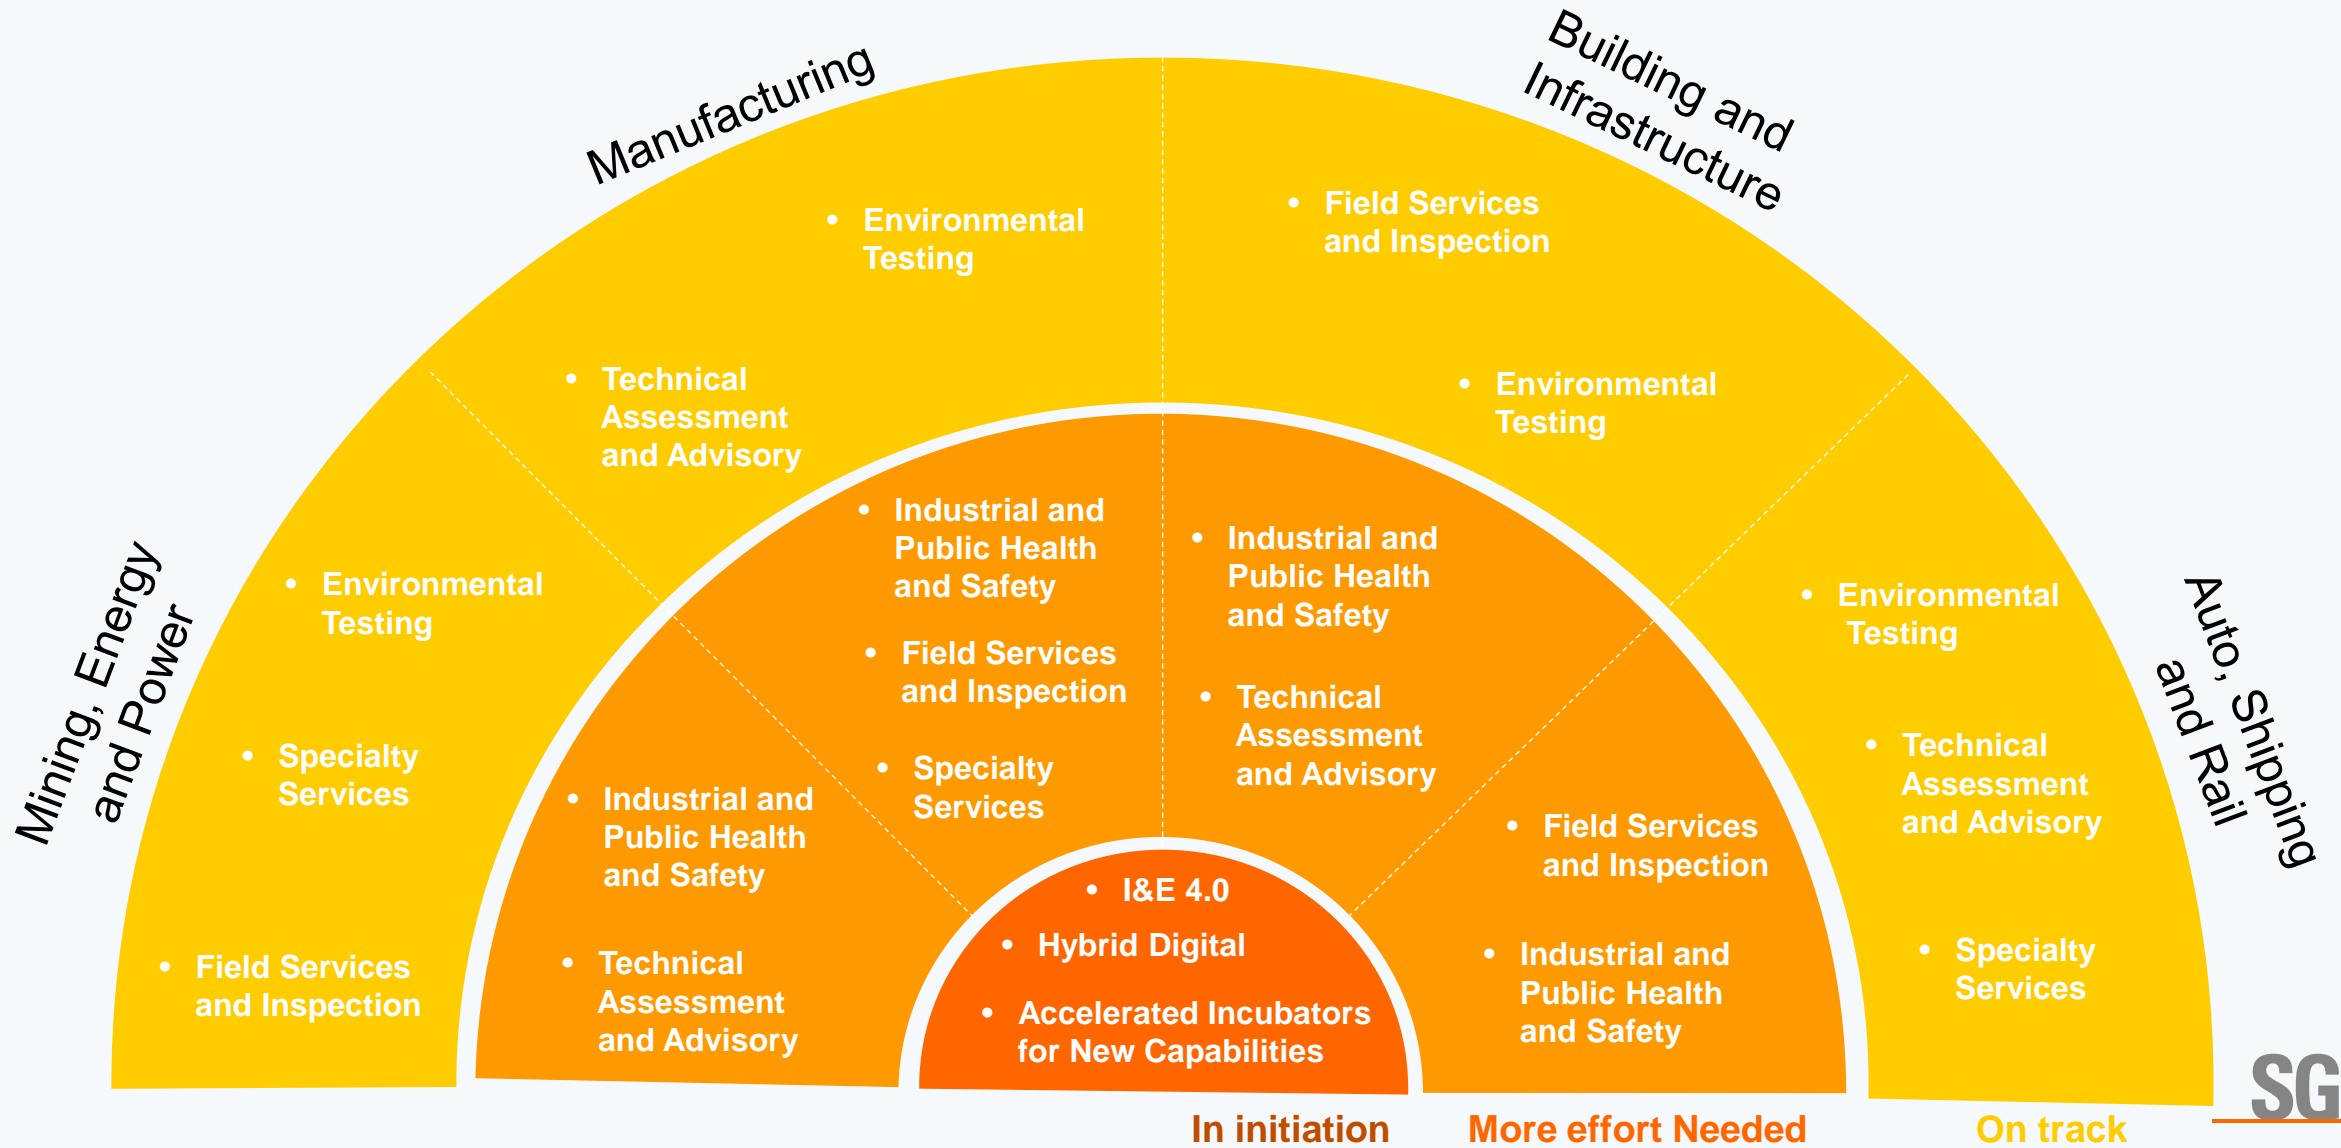 Mining, Energy
and Power
Manufacturing
Building and
Infrastructure
Auto, Shipping
and Rail
• Environmental
Testing
• Specialty
Services
• Field Services
and Inspection
• Environmental
Testing
• Technical
Assessment
and Advisory
• Field Services
and Inspection
• Environmental
Testing
• Environmental
Testing
• Technical
Assessment
and Advisory
• Specialty
Services
• Industrial and
Public Health
and Safety
• Technical
Assessment
and Advisory
• Industrial and
Public Health
and Safety
• Field Services
and Inspection
• Specialty
Services
• Industrial and
Public Health
and Safety
• Technical
Assessment
and Advisory
• Field Services
and Inspection
• Industrial and
Public Health
and Safety
• I&E 4.0
• Hybrid Digital
• Accelerated Incubators
for New Capabilities
In initiation
More effort Needed
On track
SG